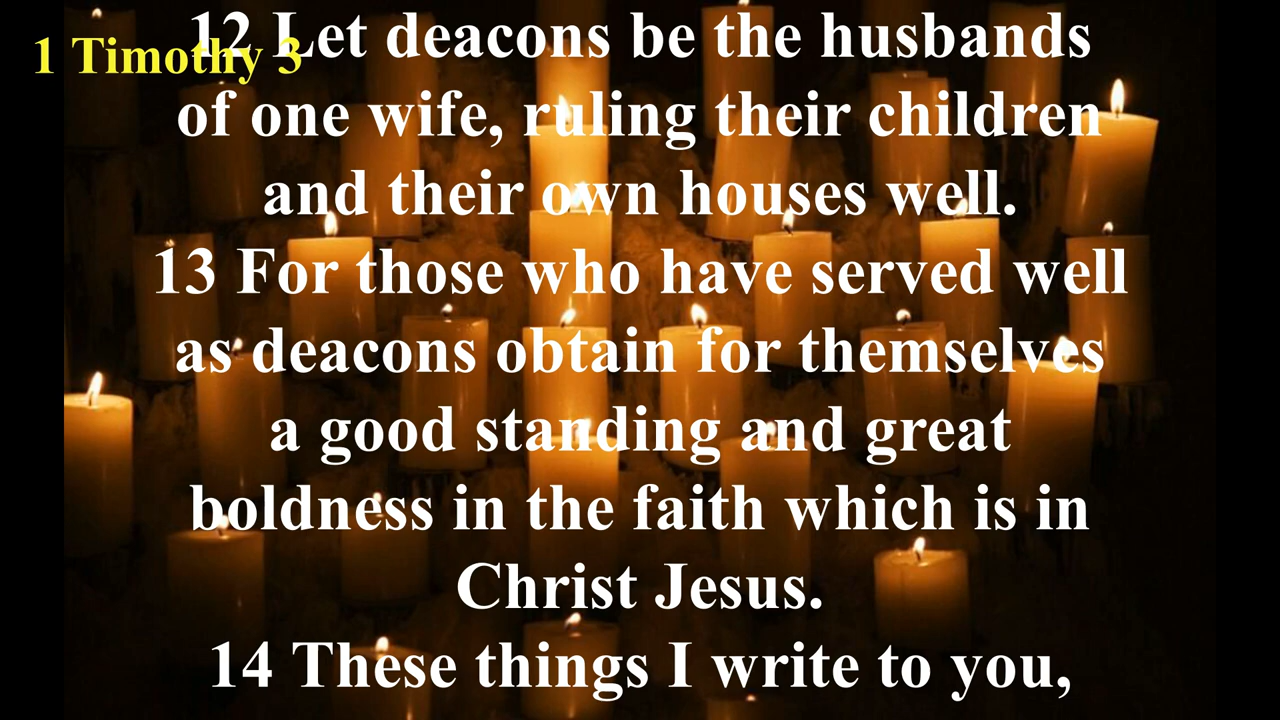 1 Timothy 3
12 Let deacons be the husbands
of one wife, ruling their children
and their own houses well.
13 For those who have served well
as deacons obtain for themselves
a good standing and great
boldness in the faith which is in
Christ Jesus.
14 These things I write to you,